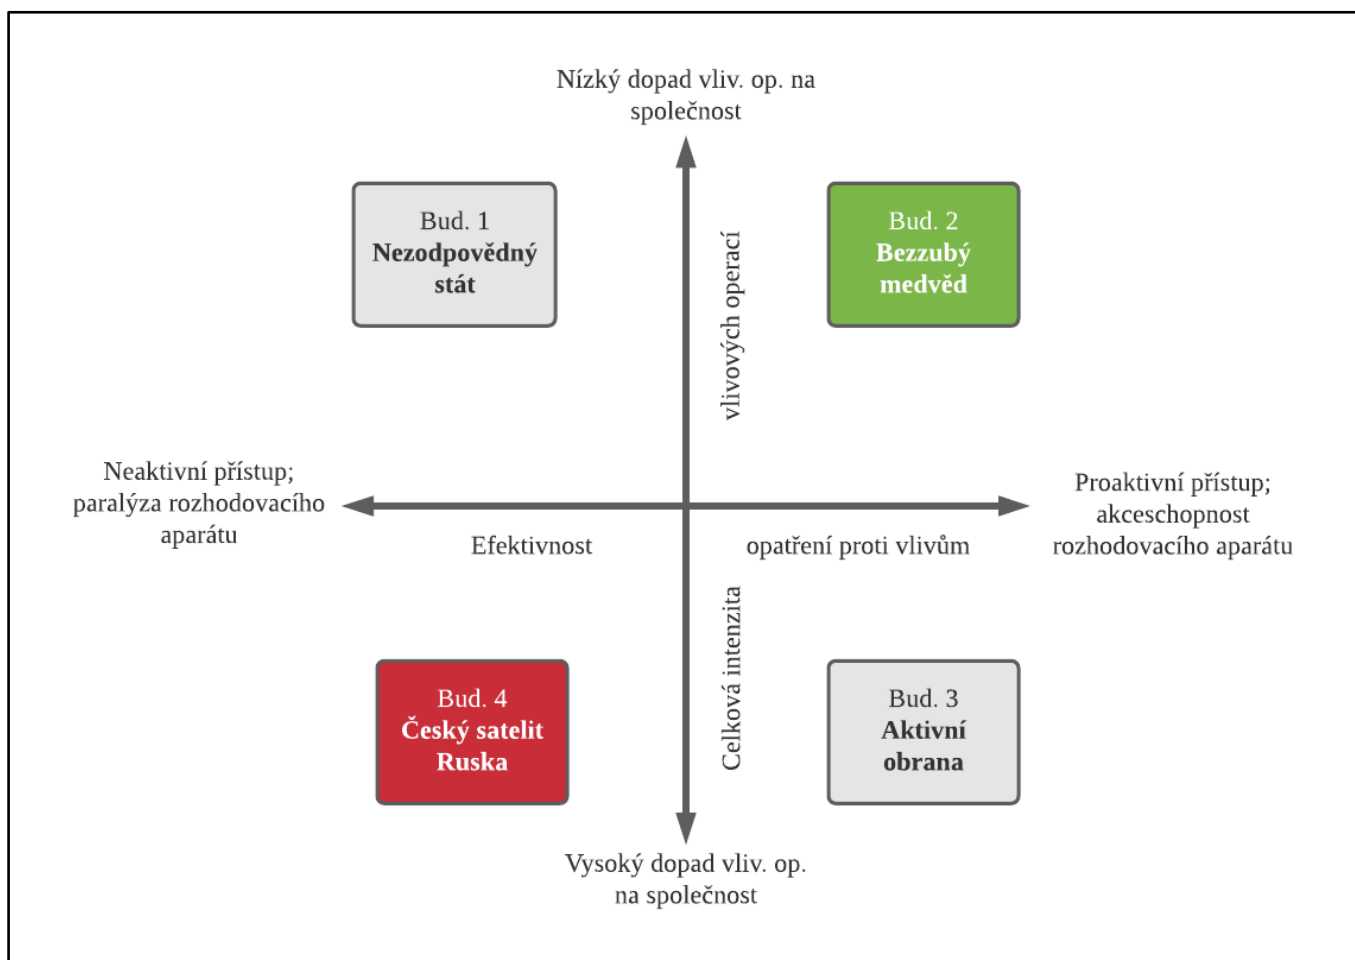 Nízký dopad vliv. op. na
společnost
Bud. 1
Nezodpovědný
stát
Bud. 2
Bezzubý
medvěd
vlivových operací
Neaktivní přístup;
paralýza rozhodovacího
aparátu
Proaktivní přístup;
akceschopnost
rozhodovacího aparátu
Efektivnost
opatření proti vlivům
Celková intenzita
Bud. 4
Český satelit
Ruska
Bud. 3
Aktivní
obrana
Vysoký dopad vliv. op.
na společnost